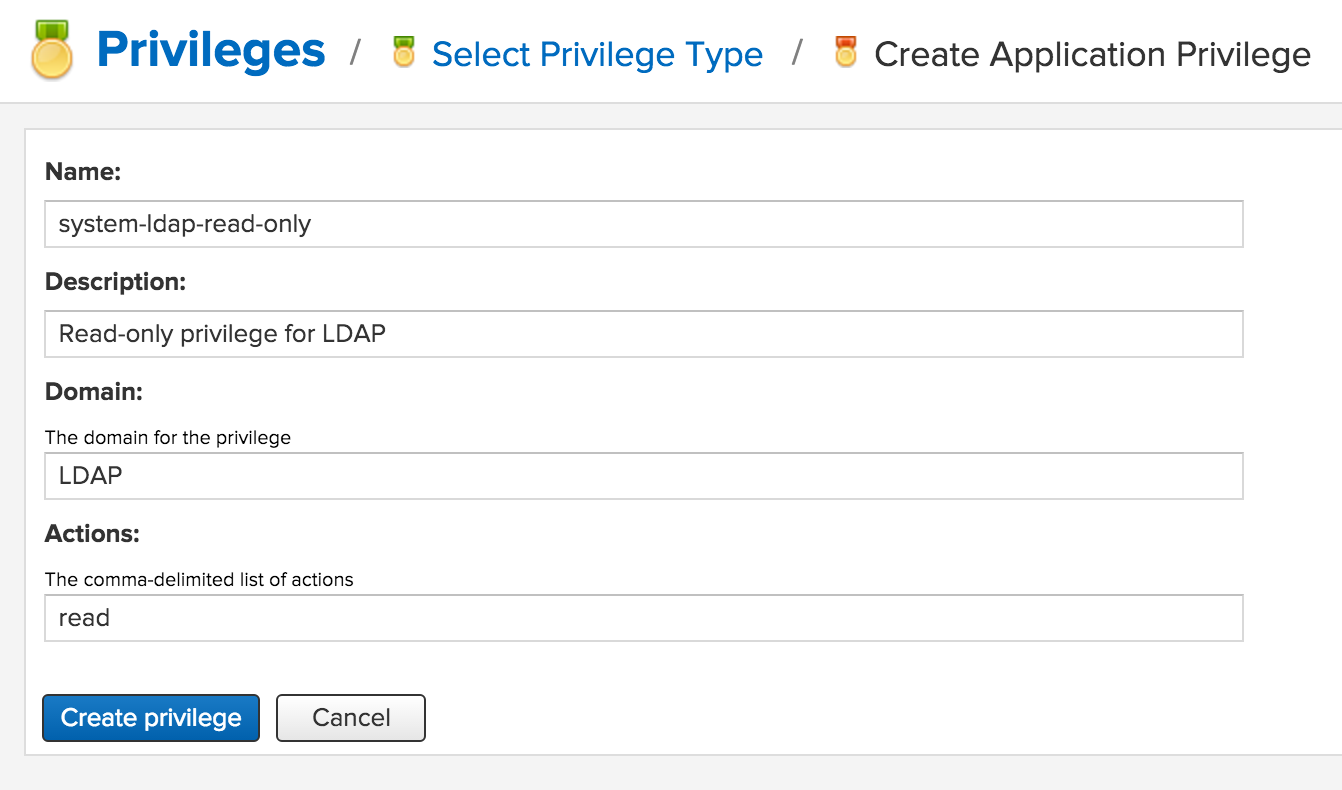 Privileges / Select Privilege Type / Create Application Privilege
Name:
system-ldap-read-only
Description:
Read-only privilege for LDAP
Domain:
The domain for the privilege
LDAP
Actions:
The comma-delimited list of actions
read
Create privilege Cancel